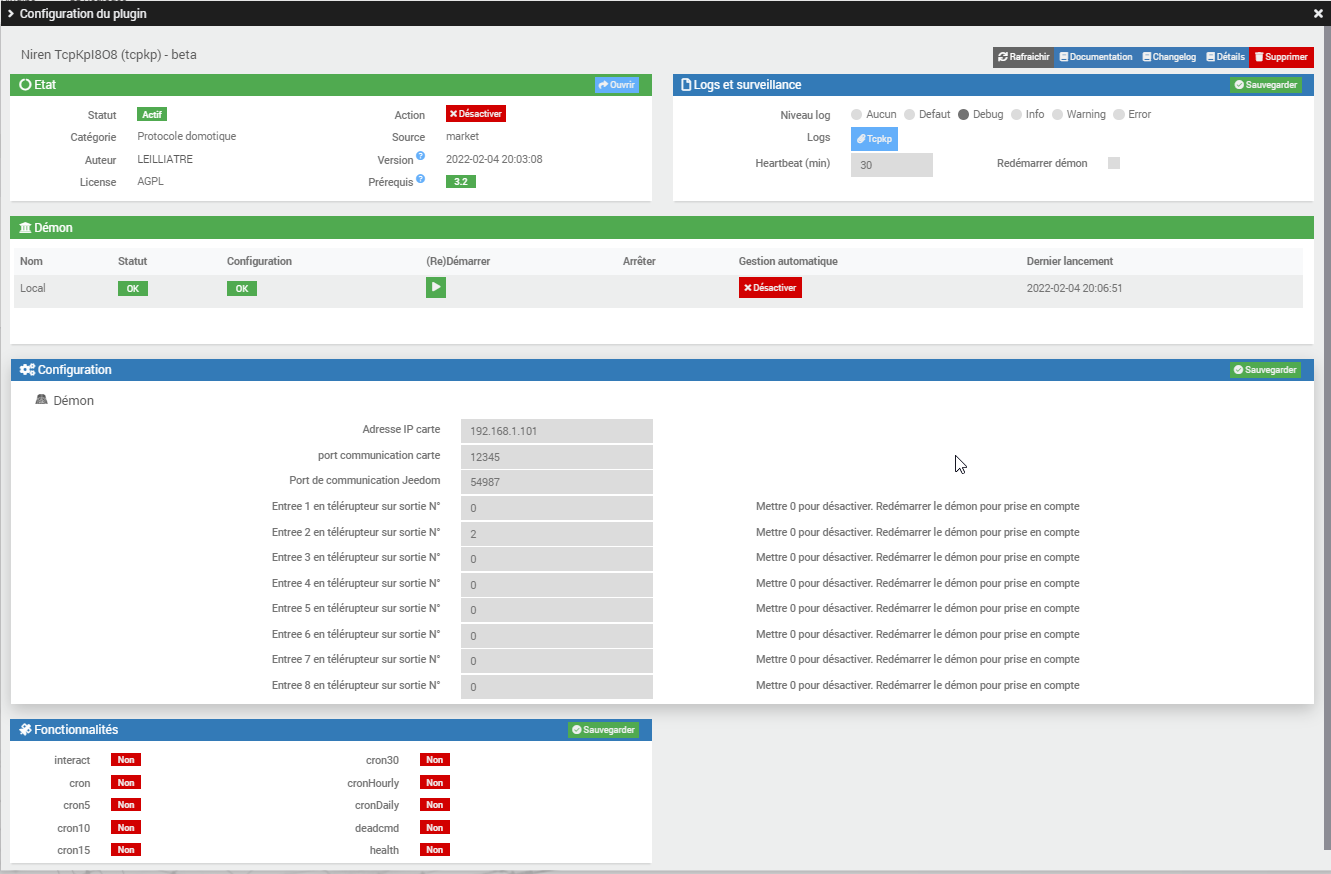 Configuration du plugin
Niren TcpKpI8O8 (tcpkp) - beta
Rafraichir Documentation Changelog Détails Supprimer
Etat Ouvrir
Statut Actif Action Désactiver
Catégorie Protocole domotique Source market
Auteur LEILLIATRE Version 2022-02-04 20:03:08
License AGPL Prérequis 3.2
Logs et surveillance Sauvegarder
Niveau log Aucun Defaut Debug Info Warning Error
Logs Tcpkp
Heartbeat (min) 30 Redémarrer démon
Démon
Nom Statut Configuration (Re)Démarrer Arrêter Gestion automatique Dernier lancement
Local OK OK Désactiver 2022-02-04 20:06:51
Configuration Sauvegarder
Démon
Adresse IP carte 192.168.1.101
port communication carte 12345
Port de communication Jeedom 54987
Entree 1 en télérupteur sur sortie N° 0 Mettre 0 pour désactiver. Redémarrer le démon pour prise en compte
Entree 2 en télérupteur sur sortie N° 2 Mettre 0 pour désactiver. Redémarrer le démon pour prise en compte
Entree 3 en télérupteur sur sortie N° 0 Mettre 0 pour désactiver. Redémarrer le démon pour prise en compte
Entree 4 en télérupteur sur sortie N° 0 Mettre 0 pour désactiver. Redémarrer le démon pour prise en compte
Entree 5 en télérupteur sur sortie N° 0 Mettre 0 pour désactiver. Redémarrer le démon pour prise en compte
Entree 6 en télérupteur sur sortie N° 0 Mettre 0 pour désactiver. Redémarrer le démon pour prise en compte
Entree 7 en télérupteur sur sortie N° 0 Mettre 0 pour désactiver. Redémarrer le démon pour prise en compte
Entree 8 en télérupteur sur sortie N° 0 Mettre 0 pour désactiver. Redémarrer le démon pour prise en compte
Fonctionnalités Sauvegarder
interact Non cron30 Non
cron Non cronHourly Non
cron5 Non cronDaily Non
cron10 Non deadcmd Non
cron15 Non health Non